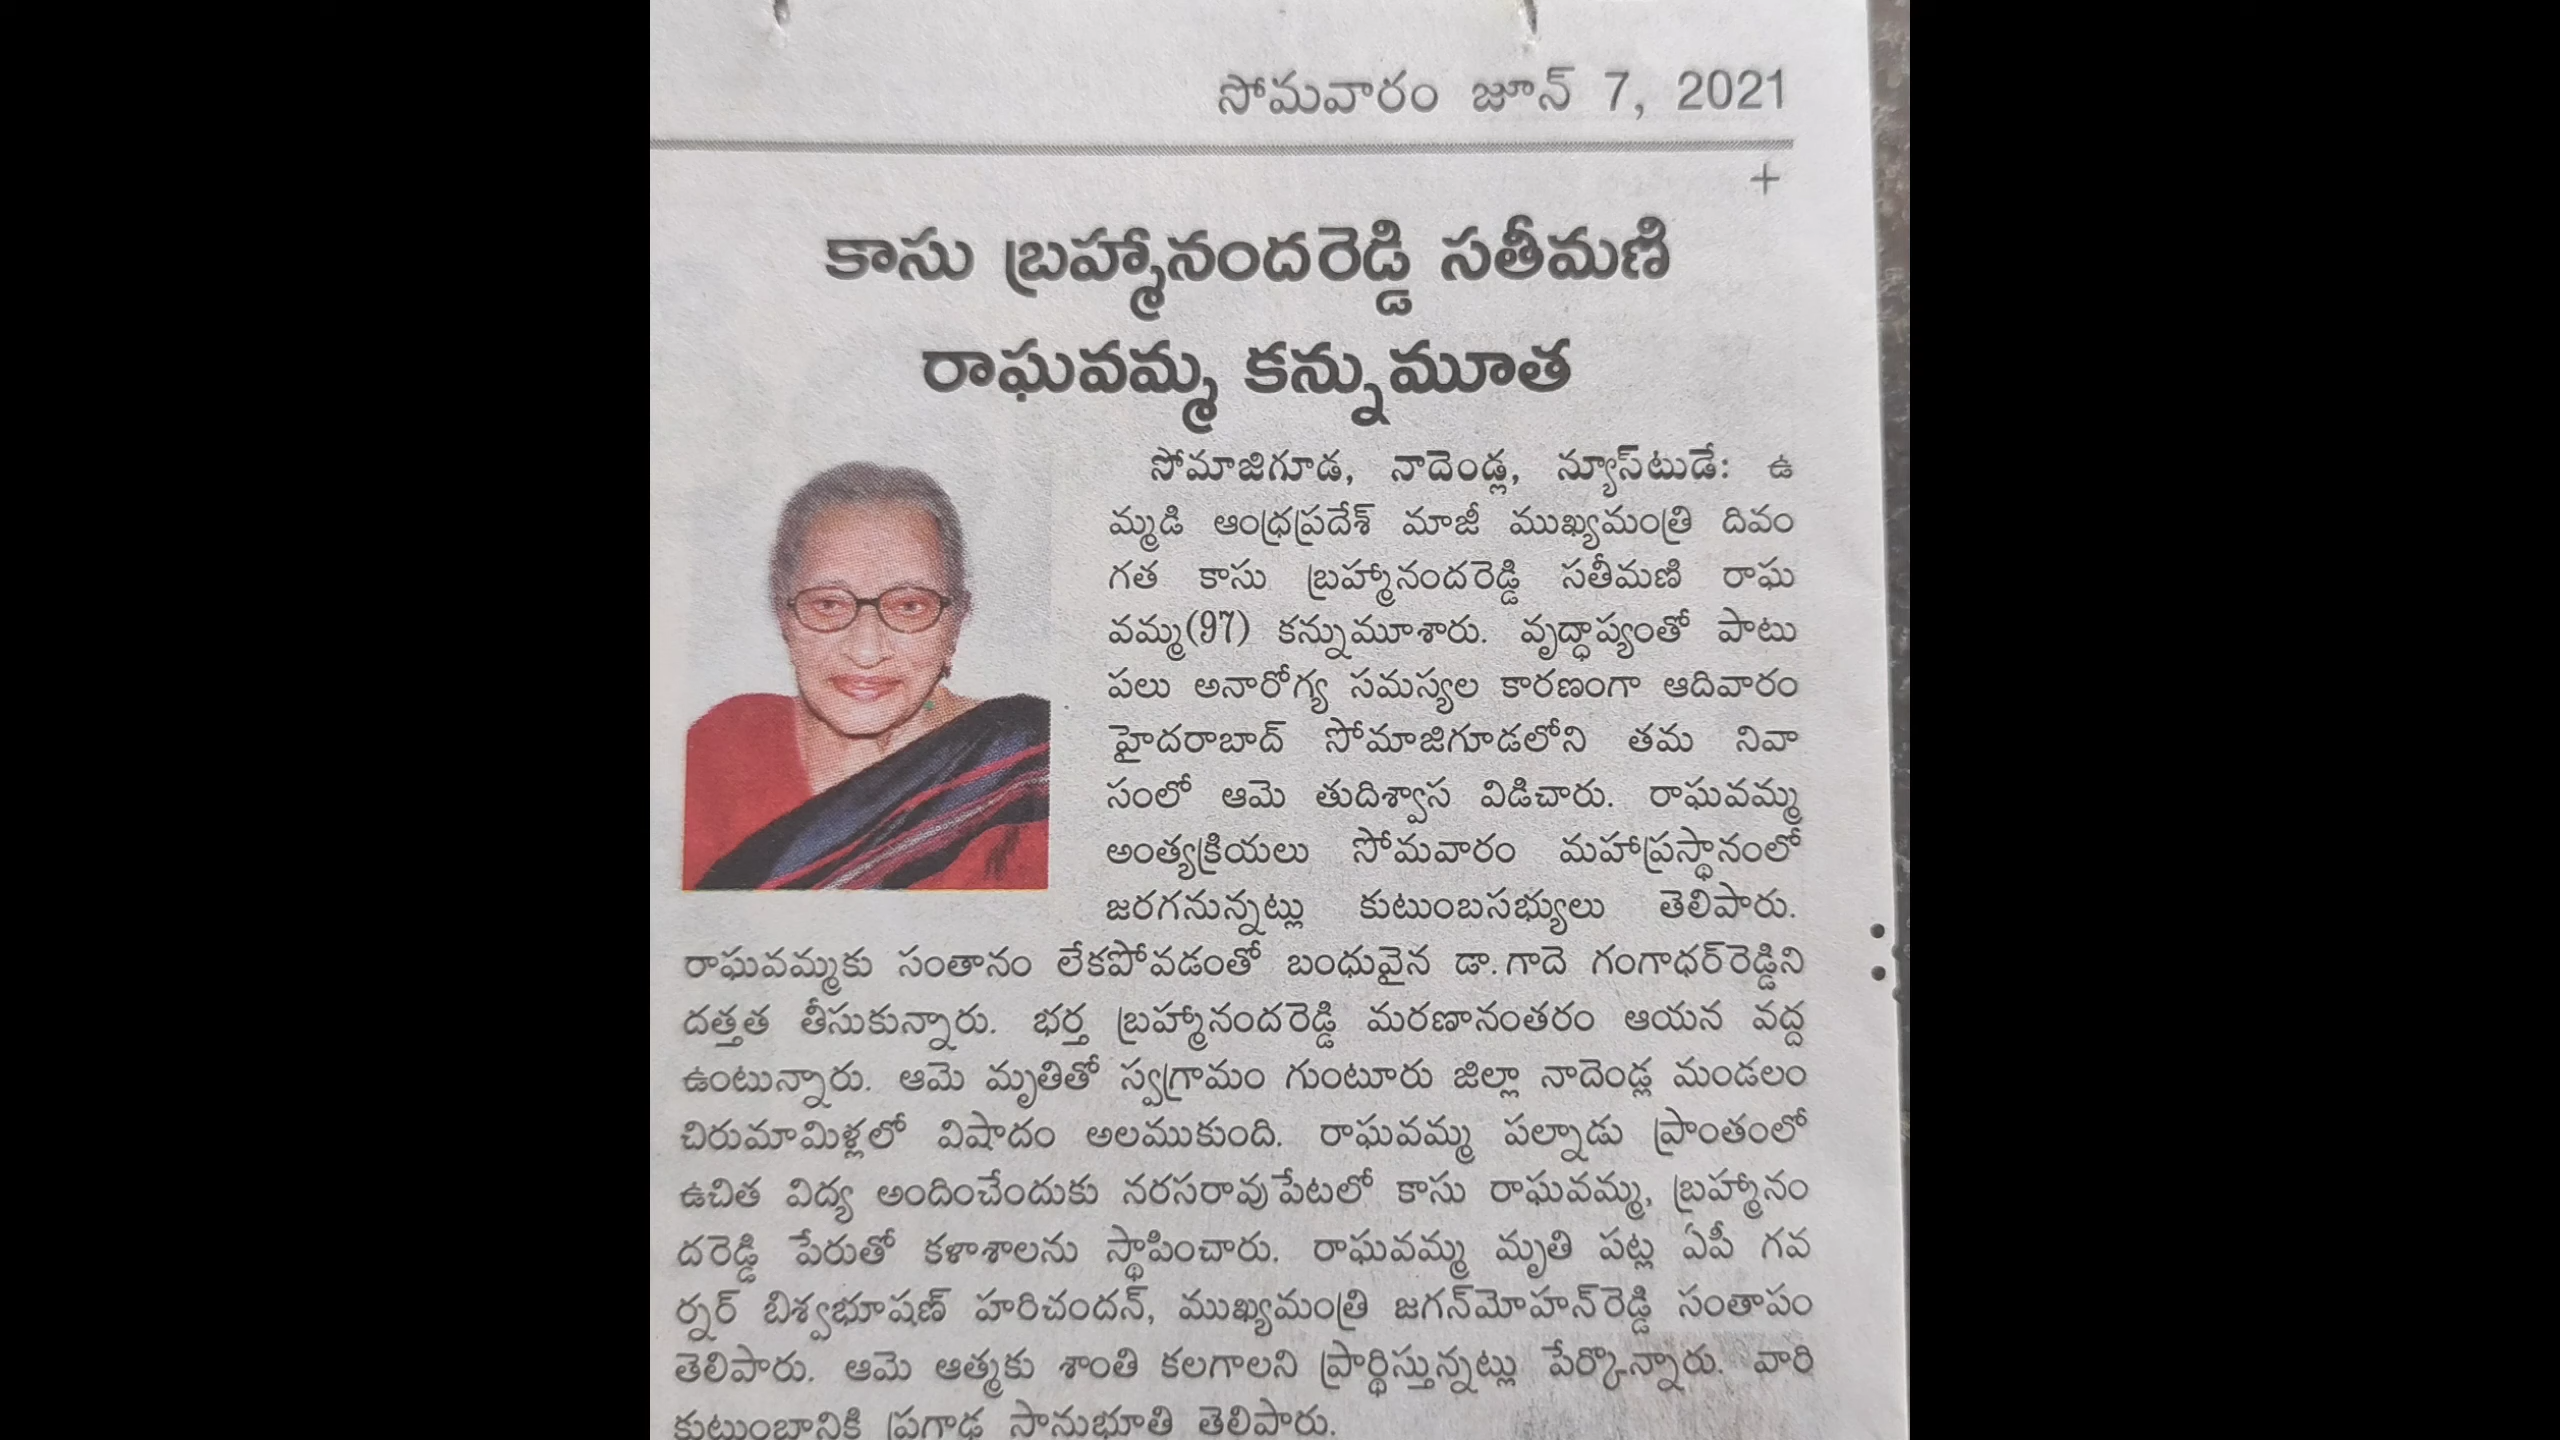 సోమవారం జూన్ 7, 2021
+
కాసు బ్రహ్మానందరెడ్డి సతీమణి
రాఘవమ్మ కన్నుమూత
సోమాజిగూడ, నాదెండ్ల, న్యూస్‌టుడే: ఉ
మ్మడి ఆంధ్రప్రదేశ్ మాజీ ముఖ్యమంత్రి దివం
గత కాసు బ్రహ్మానందరెడ్డి సతీమణి రాఘ
వమ్మ(97) కన్నుమూశారు. వృద్ధాప్యంతో పాటు
పలు అనారోగ్య సమస్యల కారణంగా ఆదివారం
హైదరాబాద్ సోమాజిగూడలోని తమ నివా
సంలో ఆమె తుదిశ్వాస విడిచారు. రాఘవమ్మ
అంత్యక్రియలు సోమవారం మహాప్రస్థానంలో
జరగనున్నట్లు కుటుంబసభ్యులు తెలిపారు.
రాఘవమ్మకు సంతానం లేకపోవడంతో బంధువైన డా.గాదె గంగాధర్‌రెడ్డిని
దత్తత తీసుకున్నారు. భర్త బ్రహ్మానందరెడ్డి మరణానంతరం ఆయన వద్ద
ఉంటున్నారు. ఆమె మృతితో స్వగ్రామం గుంటూరు జిల్లా నాదెండ్ల మండలం
చిరుమామిళ్లలో విషాదం అలముకుంది. రాఘవమ్మ పల్నాడు ప్రాంతంలో
ఉచిత విద్య అందించేందుకు నరసరావుపేటలో కాసు రాఘవమ్మ, బ్రహ్మానం
దరెడ్డి పేరుతో కళాశాలను స్థాపించారు. రాఘవమ్మ మృతి పట్ల ఏపీ గవ
ర్నర్ బిశ్వభూషణ్ హరిచందన్, ముఖ్యమంత్రి జగన్‌మోహన్‌రెడ్డి సంతాపం
తెలిపారు. ఆమె ఆత్మకు శాంతి కలగాలని ప్రార్థిస్తున్నట్లు పేర్కొన్నారు. వారి
కుటుంబానికి ప్రగాఢ సానుభూతి తెలిపారు.